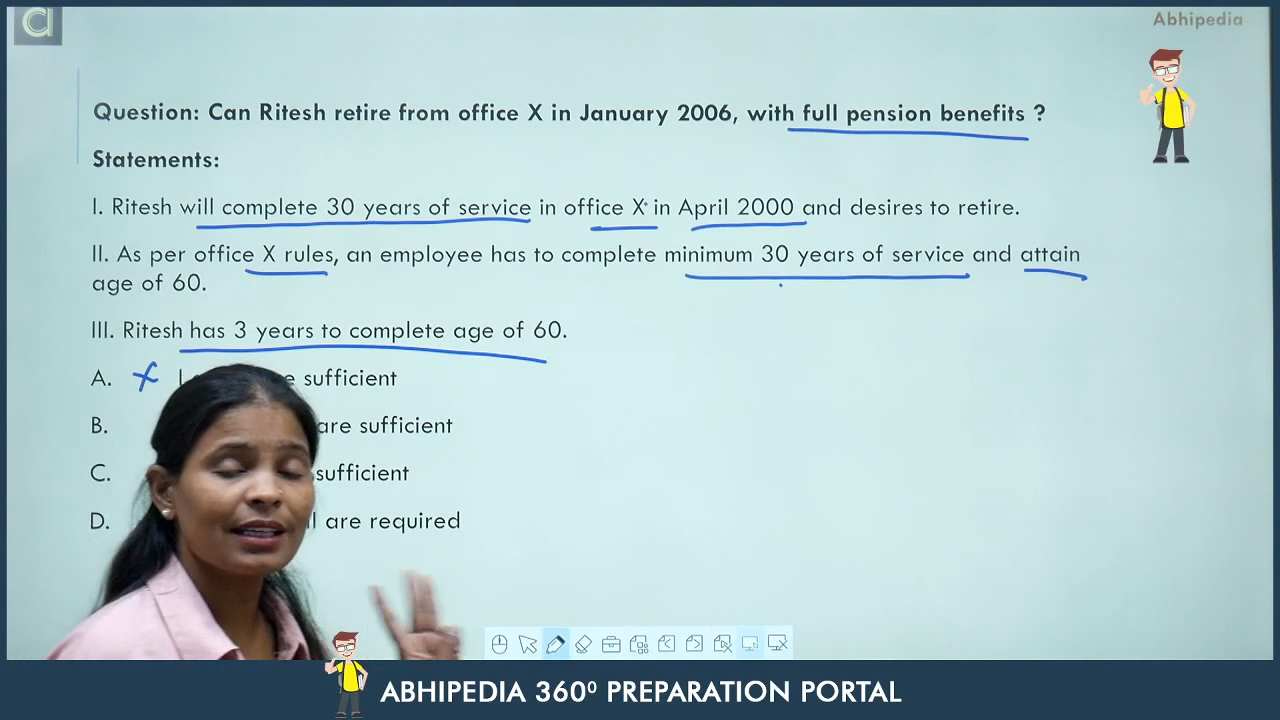 Abhipedia
Question: Can Ritesh retire from office X in January 2006, with full pension benefits ?
Statements:
I. Ritesh will complete 30 years of service in office X in April 2000 and desires to retire.
II. As per office X rules, an employee has to complete minimum 30 years of service and attain
age of 60.
III. Ritesh has 3 years to complete age of 60.
A. sufficient
B. are sufficient
C. sufficient
D. are required
ABHIPEDIA 360⁰ PREPARATION PORTAL